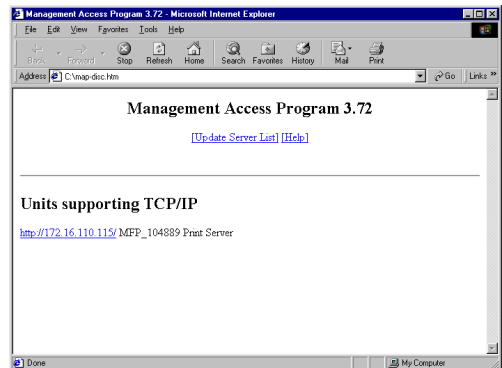 Management Access Program 3.72 - Microsoft Internet Explorer
File Edit View Favorites Tools Help
Back Forward Stop Refresh Home Search Favorites History Mail Print
Address C:\map-disc.htm Go Links »
Management Access Program 3.72
[Update Server List] [Help]
Units supporting TCP/IP
http://172.16.110.115/ MFP_104889 Print Server
Done My Computer